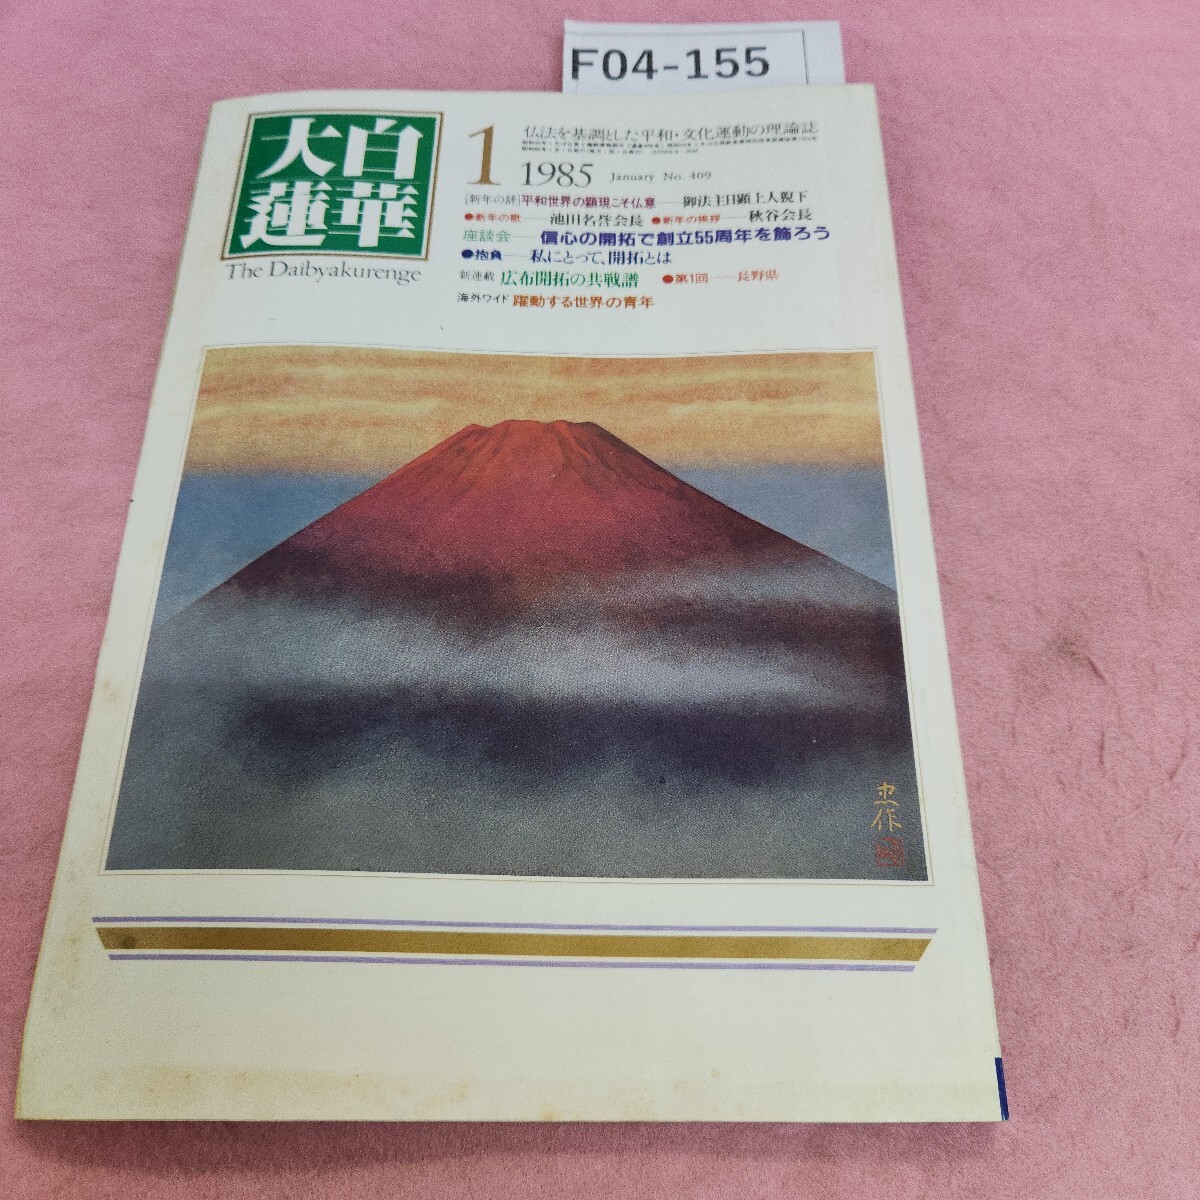 F04-155
大白蓮華
The Daibyakurenge
1
仏法を基調とした平和・文化運動の理論誌
1985 January No. 409
[新年の辞]平和世界の顕現こそ仏意——御法主日顕上人猊下
●新年の歌——池田名誉会長 ●新年の挨拶——秋谷会長
座談会——信心の開拓で創立55周年を飾ろう
●抱負——私にとって、開拓とは
新連載 広布開拓の共戦譜 ●第1回——長野県
海外ワイド 躍動する世界の青年
忠作